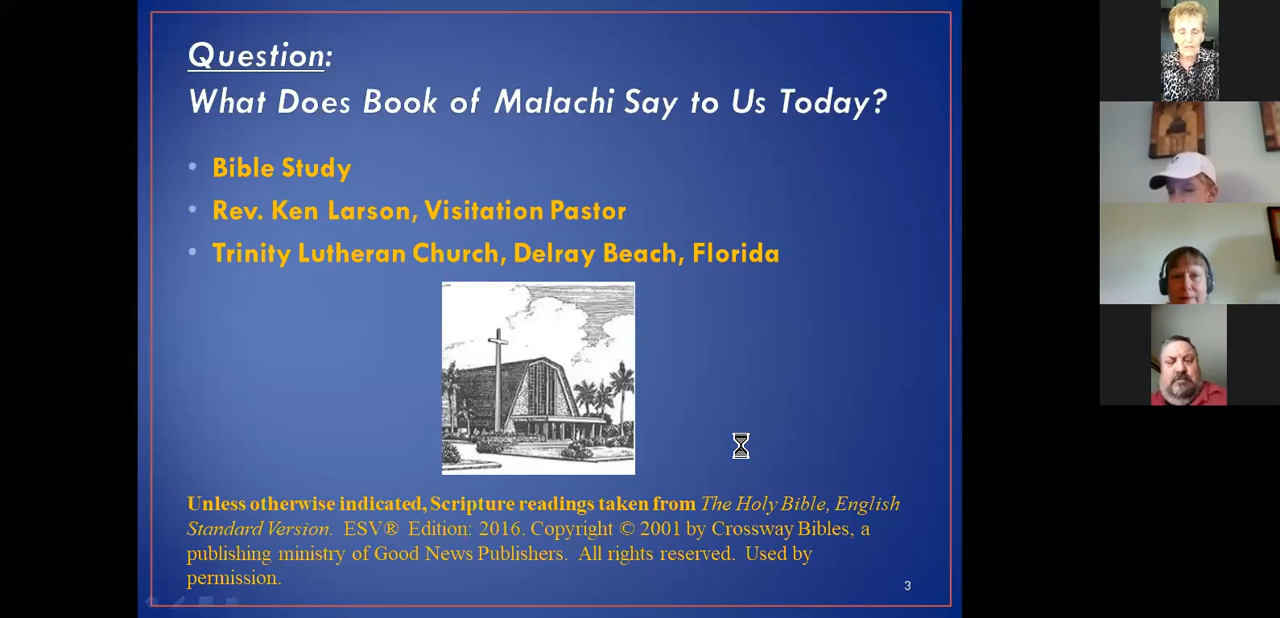 Question:
What Does Book of Malachi Say to Us Today?
• Bible Study
• Rev. Ken Larson, Visitation Pastor
• Trinity Lutheran Church, Delray Beach, Florida
Unless otherwise indicated, Scripture readings taken from The Holy Bible, English
Standard Version. ESV® Edition: 2016. Copyright © 2001 by Crossway Bibles, a
publishing ministry of Good News Publishers. All rights reserved. Used by
permission.
3